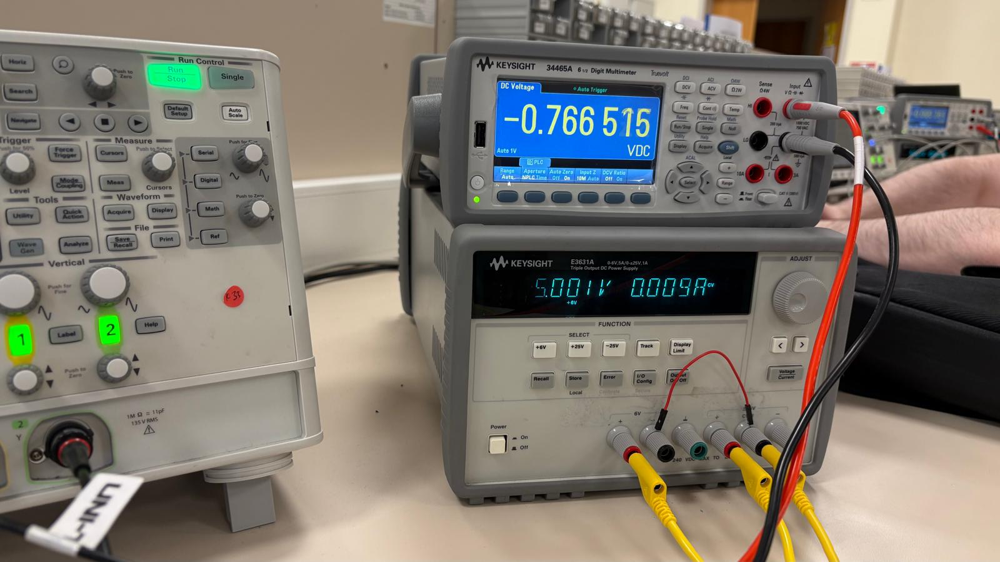 Run Control
Run
Stop
Single
Horiz
Push to
Zero
Search
Default
Setup
Auto
Scale
Navigate
Trigger
Measure
Push for 50%
Force
Trigger
Cursors
Push to Select
Serial
Mode
Coupling
Meas
Level
Cursors
Digital
Tools
Waveform
Push to Zero
Utility
Quick
Action
Acquire
Display
Math
File
Wave
Gen
Analyze
Save
Recall
Print
Ref
Vertical
Push for
Fine
K 33
1
Label
2
Help
Push to
Zero
1M Ω = 11pF
135 V RMS
2
Y
KEYSIGHT 34465A 6 1/2 Digit Multimeter Truevolt
DC Voltage
Auto Trigger
-0.766 515
VDC
Auto 1V
10 PLC
Range
Auto
Aperture
NPLC Time
Auto Zero
Off On
Input Z
10M Auto
DCV Ratio
Off On
DCI
DCV
ACI
ACV
Ω4W
Ω2W
Freq
Cont
Temp
Reset
Run/Stop
Probe Hold
Single
Math
Null
Utility
Display
Help
Acquire
Shift
Local
ACAL
Select
Range
+
−
Sense
Ω4W
Input
HI
LO
200 Vpk
1000 VDC
750 VAC
500 Vpk
10A
I
3A
Front
Rear
CAT II (300V)
KEYSIGHT
E3631A 0-6V,5A/0-±25V,1A
Triple Output DC Power Supply
5.001V 0.009A CV
+6V
ADJUST
FUNCTION
SELECT
+6V
+25V
-25V
Track
Display
Limit
Recall
Store
Error
I/O
Config
Output
On/Off
Local
Calibrate
Secure
<
>
Voltage
Current
Power
On
Off
6V
+
+
−
240 VDC MAX TO